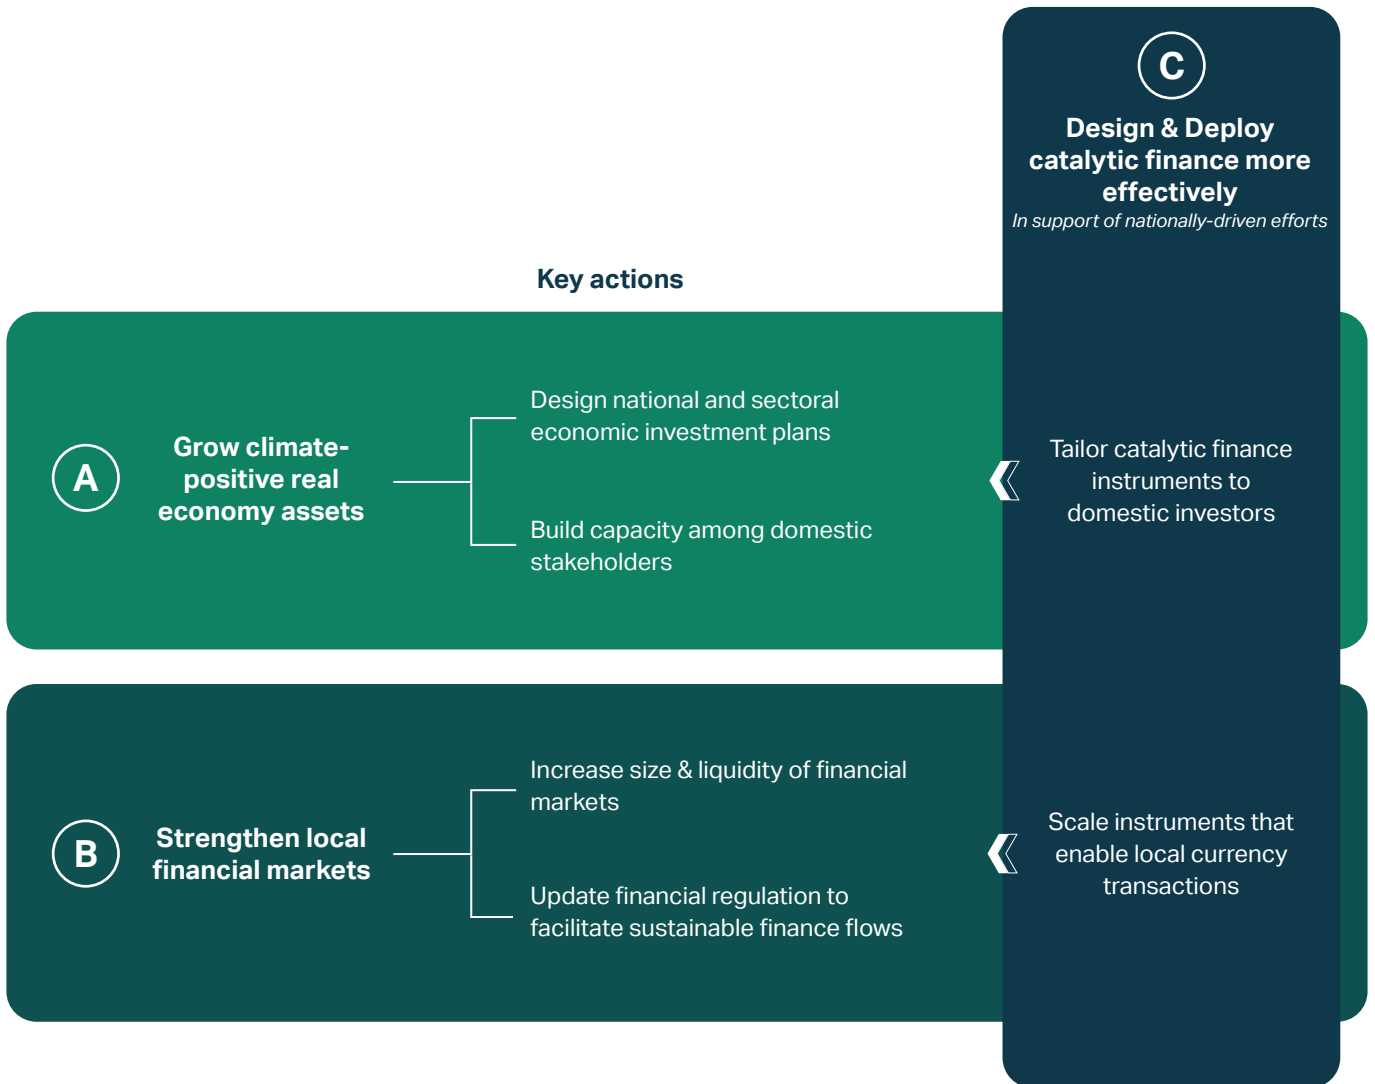 C
Design & Deploy
catalytic finance more
effectively
In support of nationally-driven efforts
Key actions
A
Grow climate-
positive real
economy assets
Design national and sectoral
economic investment plans
Build capacity among domestic
stakeholders
Tailor catalytic finance
instruments to
domestic investors
B
Strengthen local
financial markets
Increase size & liquidity of financial
markets
Update financial regulation to
facilitate sustainable finance flows
Scale instruments that
enable local currency
transactions